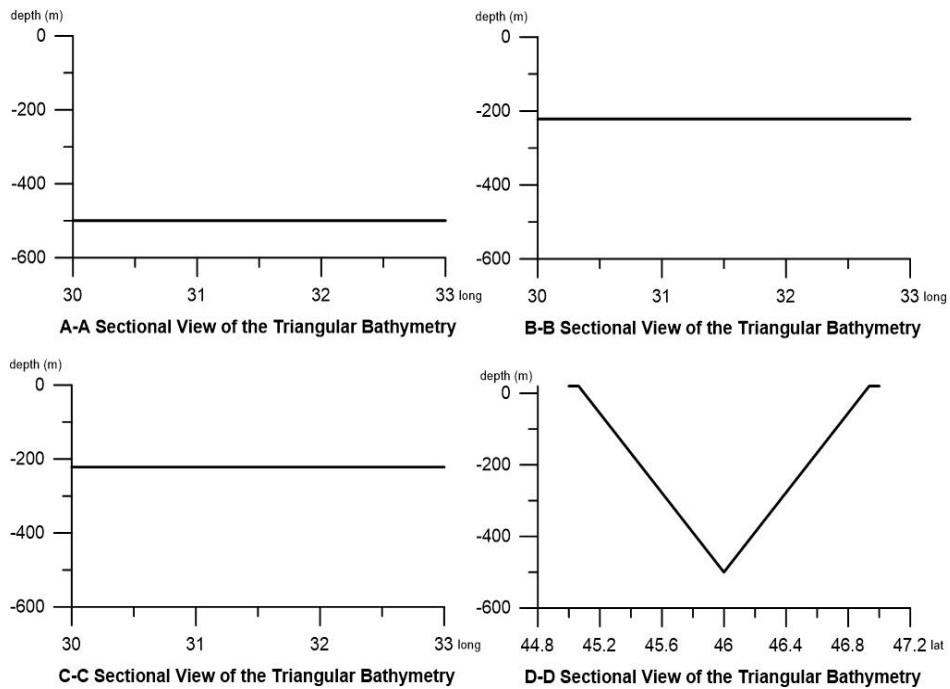 depth (m)
0
-200
-400
-600
30 31 32 33 long
A-A Sectional View of the Triangular Bathymetry
depth (m)
0
-200
-400
-600
30 31 32 33 long
B-B Sectional View of the Triangular Bathymetry
depth (m)
0
-200
-400
-600
30 31 32 33 long
C-C Sectional View of the Triangular Bathymetry
depth (m)
0
-200
-400
-600
44.8 45.2 45.6 46 46.4 46.8 47.2 lat
D-D Sectional View of the Triangular Bathymetry